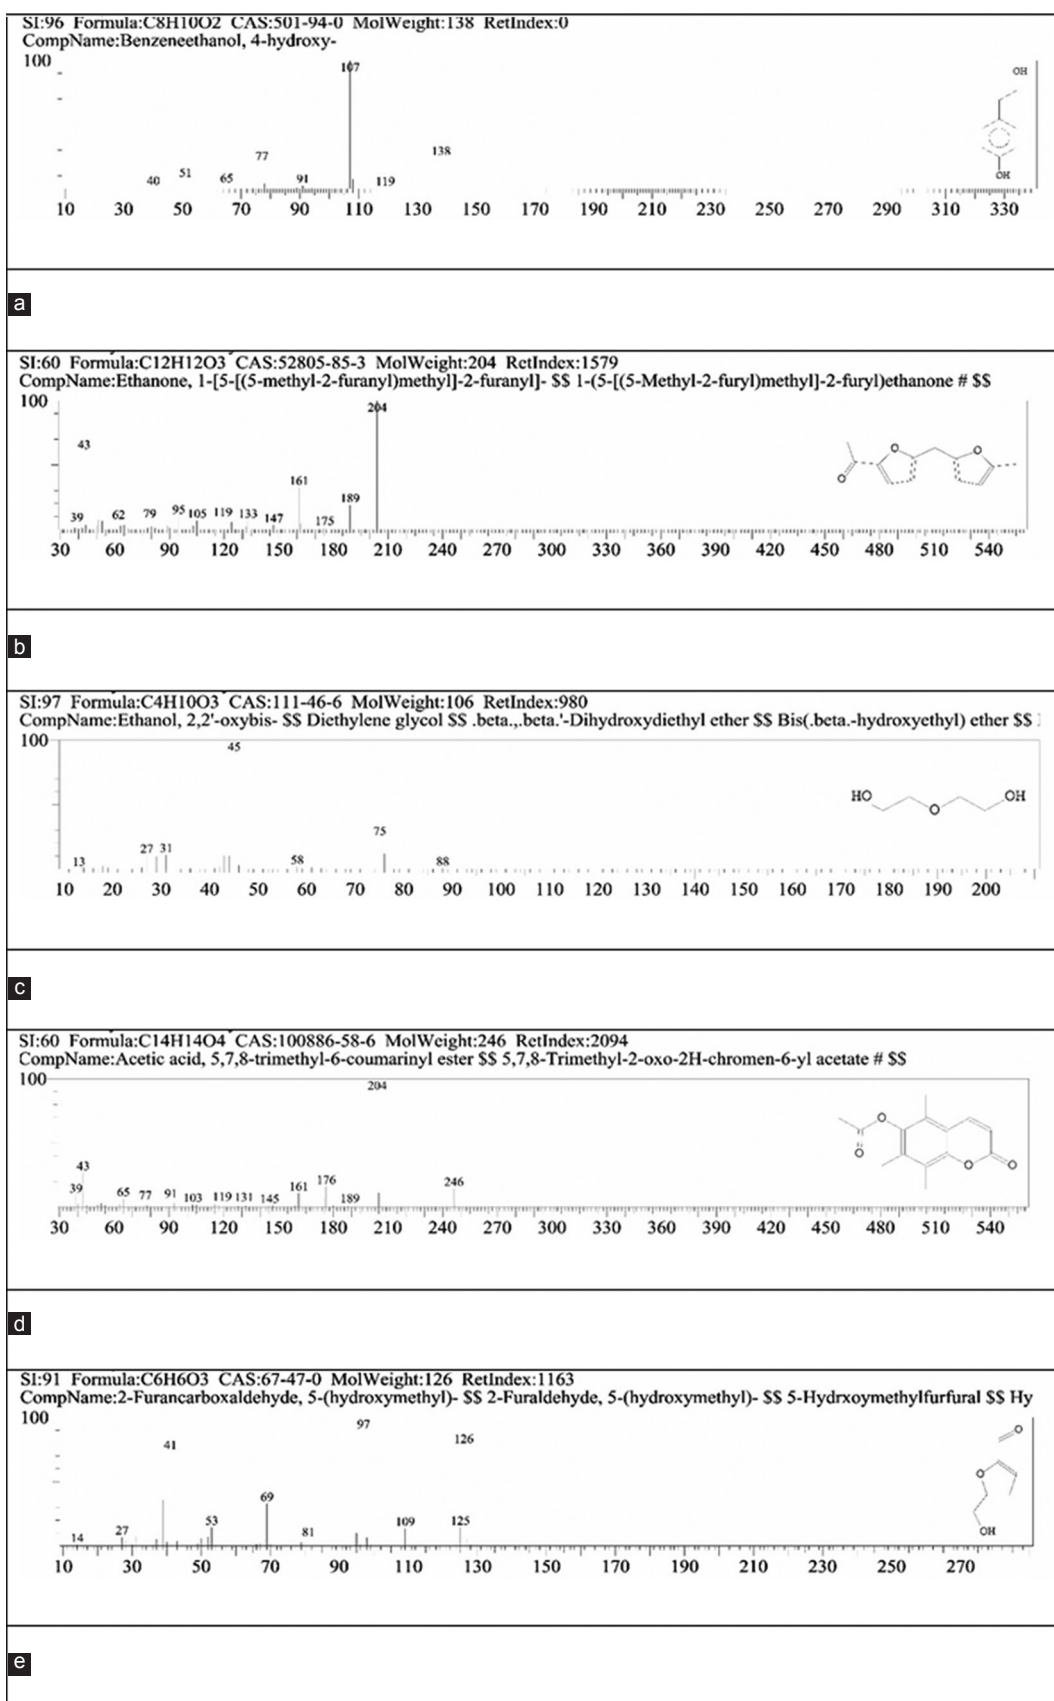 SI:96 Formula:C8H10O2 CAS:501-94-0 MolWeight:138 RetIndex:0
CompName:Benzeneethanol, 4-hydroxy-
100
107
OH
77
138
40
51
65
91
119
OH
10 30 50 70 90 110 130 150 170 190 210 230 250 270 290 310 330
a
SI:60 Formula:C12H12O3 CAS:52805-85-3 MolWeight:204 RetIndex:1579
CompName:Ethanone, 1-[5-[(5-methyl-2-furanyl)methyl]-2-furanyl]- $$ 1-(5-[(5-Methyl-2-furyl)methyl]-2-furyl)ethanone # $$
100
204
43
O
O
O
161
189
39 62 79 95 105 119 133 147 175
30 60 90 120 150 180 210 240 270 300 330 360 390 420 450 480 510 540
b
SI:97 Formula:C4H10O3 CAS:111-46-6 MolWeight:106 RetIndex:980
CompName:Ethanol, 2,2'-oxybis- $$ Diethylene glycol $$ .beta.,.beta.'-Dihydroxydiethyl ether $$ Bis(.beta.-hydroxyethyl) ether $$
100
45
HO O OH
75
13 27 31 58 88
10 20 30 40 50 60 70 80 90 100 110 120 130 140 150 160 170 180 190 200
c
SI:60 Formula:C14H14O4 CAS:100886-58-6 MolWeight:246 RetIndex:2094
CompName:Acetic acid, 5,7,8-trimethyl-6-coumarinyl ester $$ 5,7,8-Trimethyl-2-oxo-2H-chromen-6-yl acetate # $$
100
204
O
O
O O
43
39 65 77 91 103 119 131 145 161 176 189 246
30 60 90 120 150 180 210 240 270 300 330 360 390 420 450 480 510 540
d
SI:91 Formula:C6H6O3 CAS:67-47-0 MolWeight:126 RetIndex:1163
CompName:2-Furancarboxaldehyde, 5-(hydroxymethyl)- $$ 2-Furaldehyde, 5-(hydroxymethyl)- $$ 5-Hydrxoymethylfurfural $$ Hy
100
97
O
41
126
O
69
14 27 53 81 109 125
OH
10 30 50 70 90 110 130 150 170 190 210 230 250 270
e